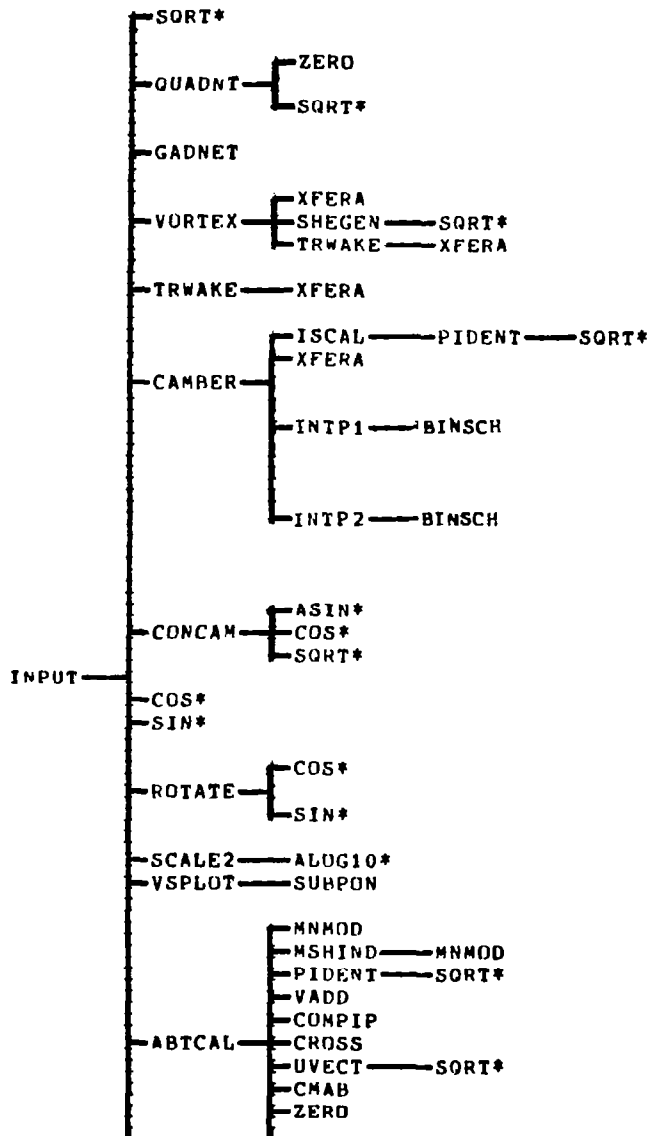 SQRT*
ZERO
QUADNT
SQRT*
GADNET
XFERA
VORTEX SHEGEN SQRT*
TRWAKE XFERA
TRWAKE XFERA
ISCAL PIDENT SQRT*
XFERA
CAMBER
INTP1 BINSCH
INTP2 BINSCH
ASIN*
CONCAM COS*
SQRT*
INPUT
COS*
SIN*
COS*
ROTATE
SIN*
SCALE2 ALOG10*
VSPLOT SUBPON
MNMOD
MSHIND MNMOD
PIDENT SQRT*
VADD
COMPIP
ABTCAL CROSS
UVECT SQRT*
CMAB
ZERO